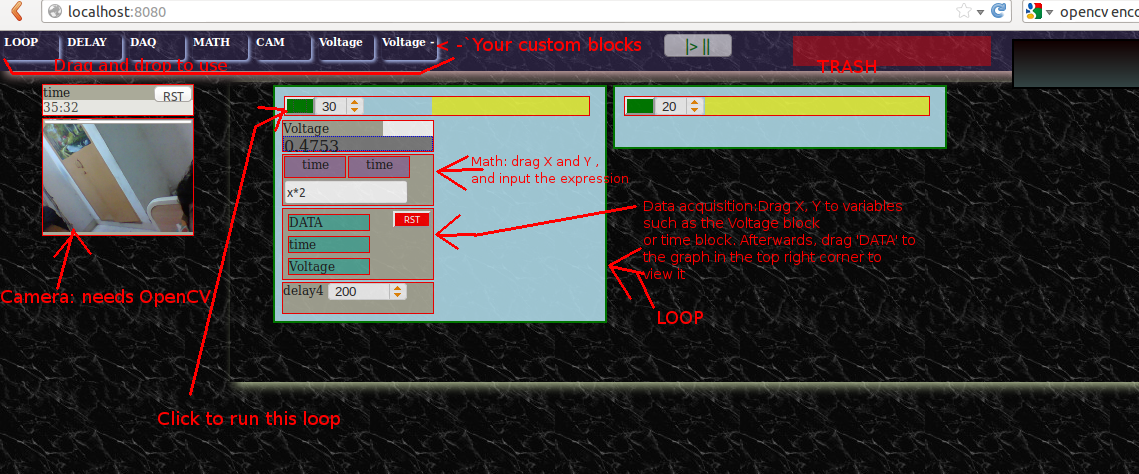 localhost:8080
opencv enco
LOOP DELAY DAQ MATH CAM Voltage Voltage -
<- `Your custom blocks
|> ||
Drag and drop to use
TRASH
time
RST
35:32
30
20
Voltage
0.4753
time time
x*2
Math: drag X and Y ,
and input the expression
DATA
RST
time
Voltage
delay4 200
Data acquisition:Drag X, Y to variables
such as the Voltage block
or time block. Afterwards, drag 'DATA' to
the graph in the top right corner to
view it
Camera: needs OpenCV
LOOP
Click to run this loop